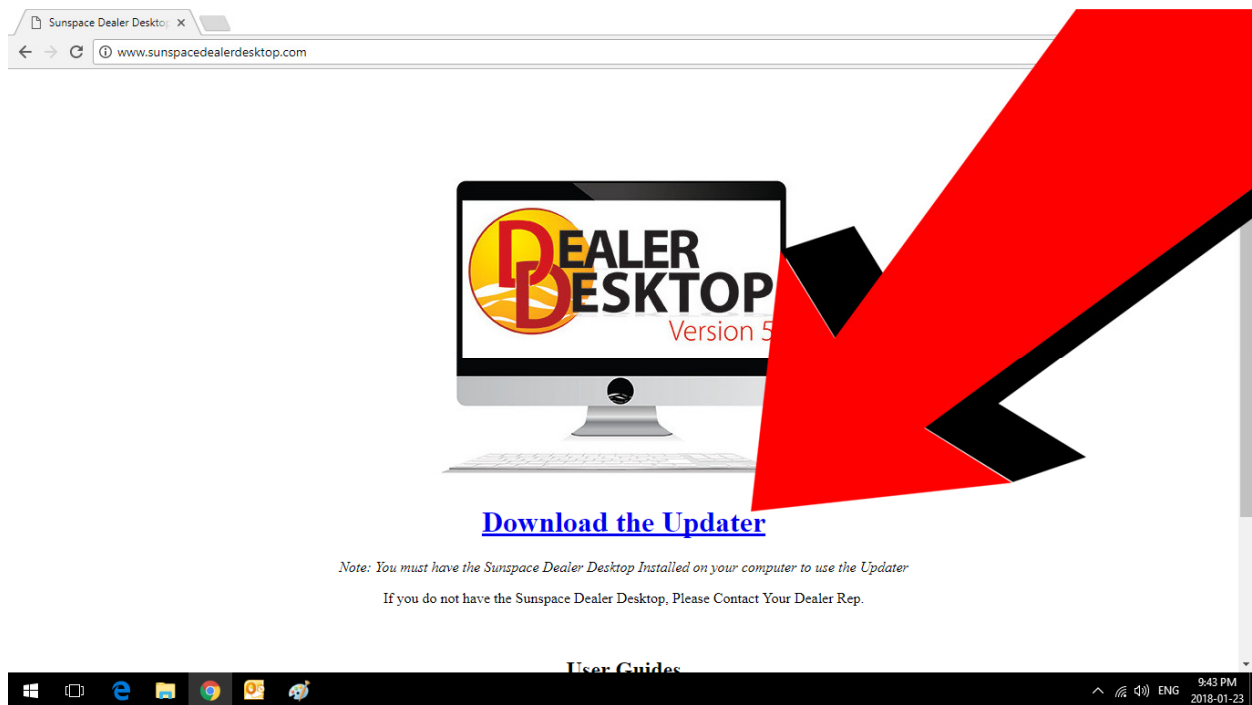 Sunspace Dealer Desktop
www.sunspacedealerdesktop.com
DEALER
DESKTOP
Version 5
Download the Updater
Note: You must have the Sunspace Dealer Desktop Installed on your computer to use the Updater
If you do not have the Sunspace Dealer Desktop, Please Contact Your Dealer Rep.
User Guides
ENG
9:43 PM
2018-01-23